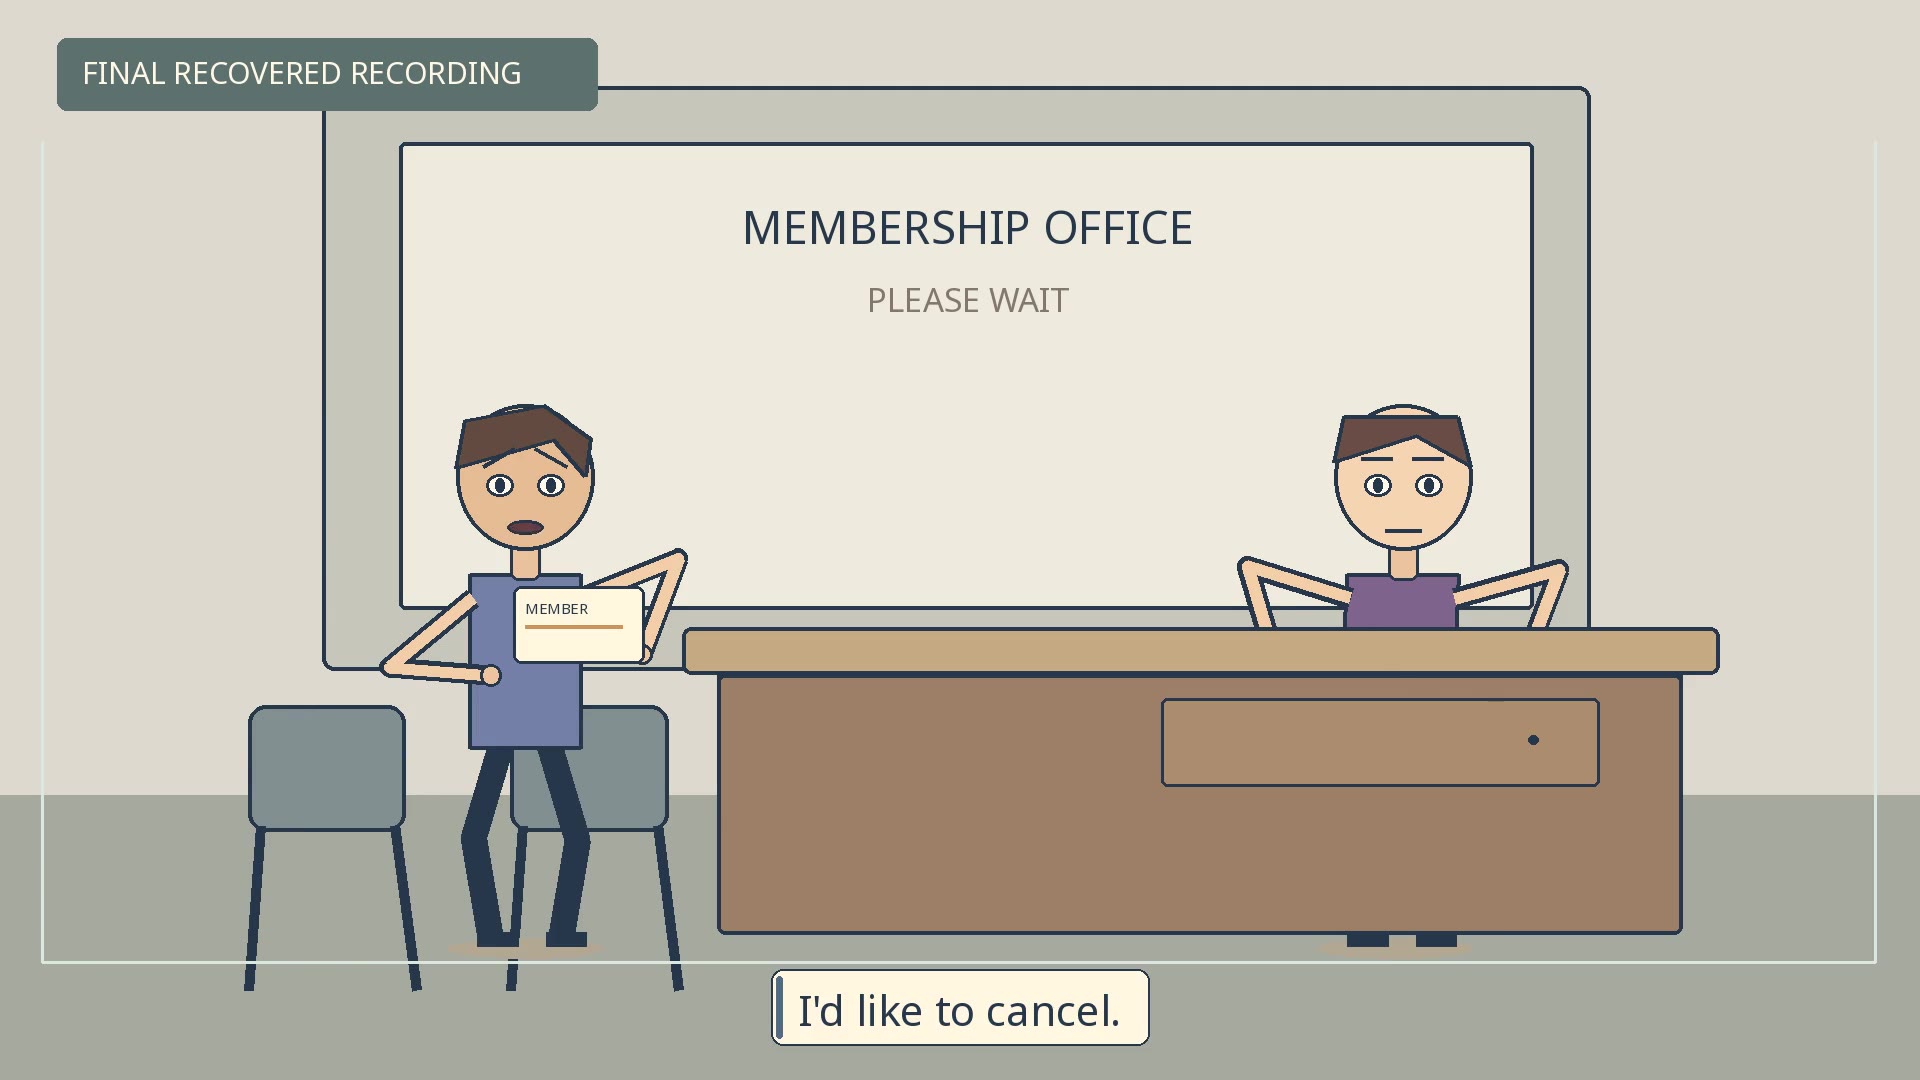 FINAL RECOVERED RECORDING
MEMBERSHIP OFFICE
PLEASE WAIT
MEMBER
I'd like to cancel.